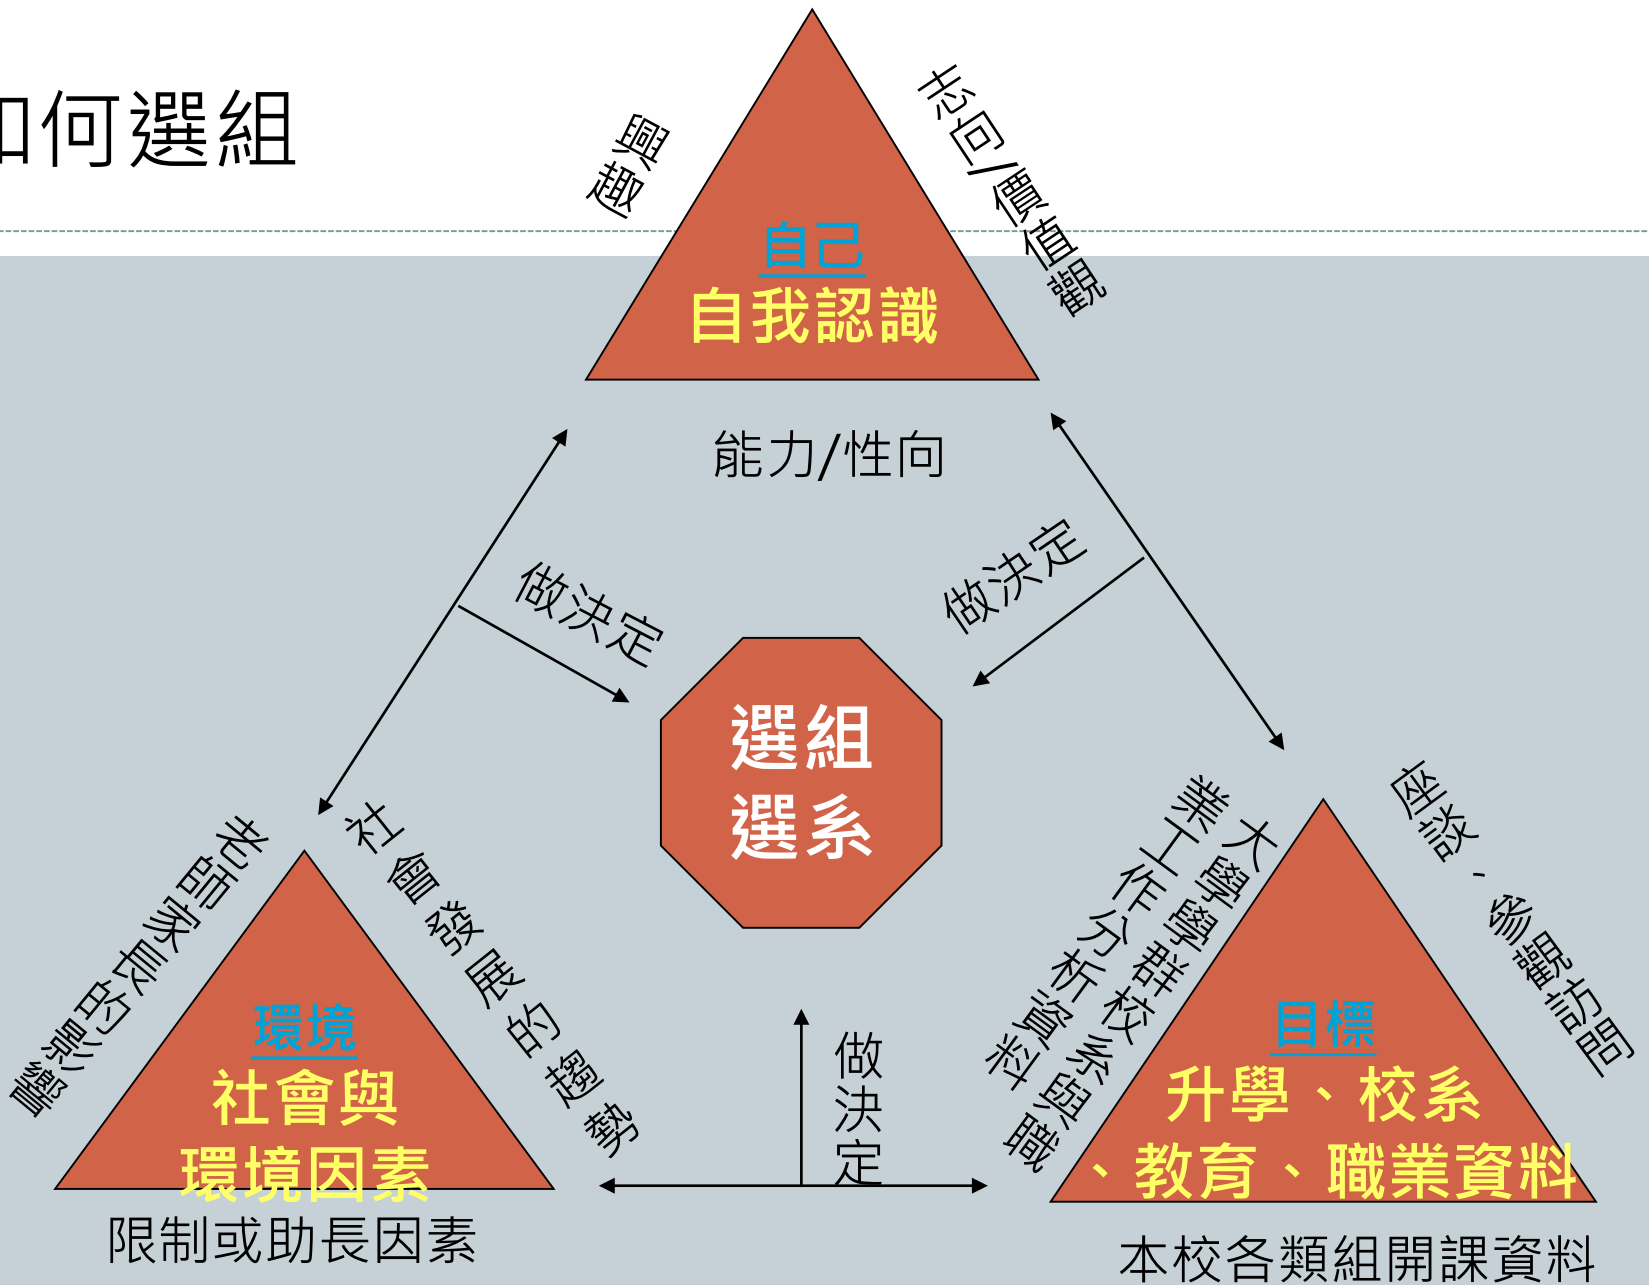 如何選組
興趣
志向/價值觀
自己
自我認識
能力/性向
做決定
做決定
選組
選系
老師家長的影響
社會發展的趨勢
環境
社會與
環境因素
限制或助長因素
做決定
大學學群校系與職
業工作分析資料
座談、參觀訪問
目標
升學、校系
、教育、職業資料
本校各類組開課資料